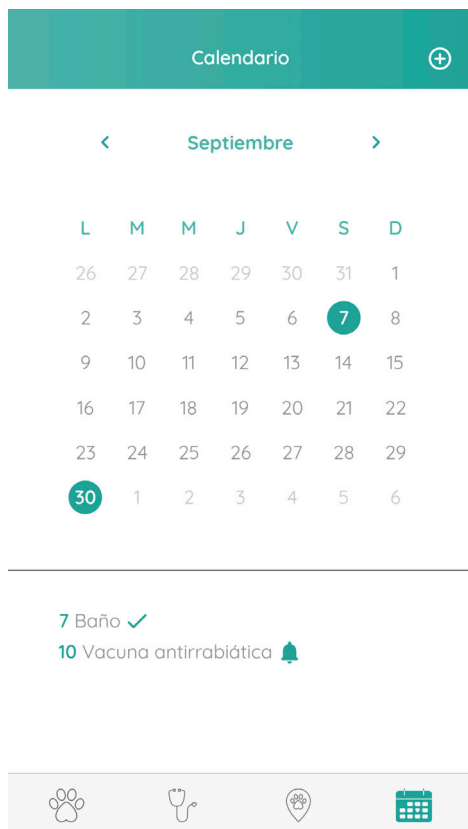 Calendario
Septiembre
L M M J V S D
26 27 28 29 30 31 1
2 3 4 5 6 7 8
9 10 11 12 13 14 15
16 17 18 19 20 21 22
23 24 25 26 27 28 29
30 1 2 3 4 5 6
7 Baño
10 Vacuna antirrabiática